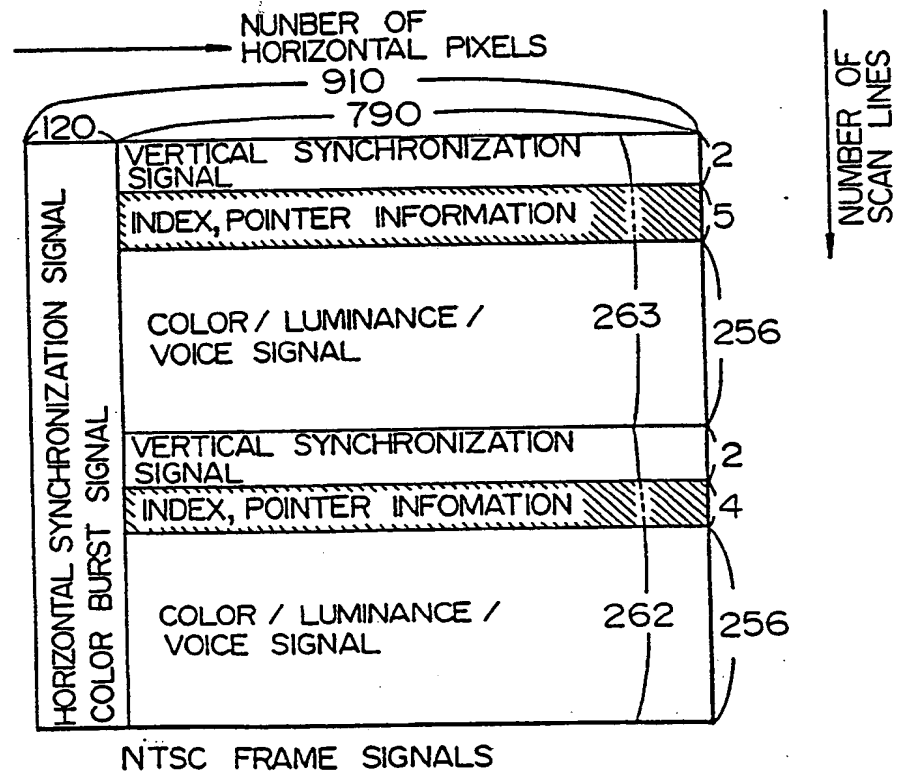 NUNBER OF
HORIZONTAL PIXELS
910
790
120
NUMBER OF
SCAN LINES
HORIZONTAL SYNCHRONIZATION SIGNAL
COLOR BURST SIGNAL
VERTICAL SYNCHRONIZATION
SIGNAL
2
INDEX, POINTER INFORMATION
5
COLOR / LUMINANCE /
VOICE SIGNAL
263
256
VERTICAL SYNCHRONIZATION
SIGNAL
2
INDEX, POINTER INFOMATION
4
COLOR / LUMINANCE /
VOICE SIGNAL
262
256
NTSC FRAME SIGNALS